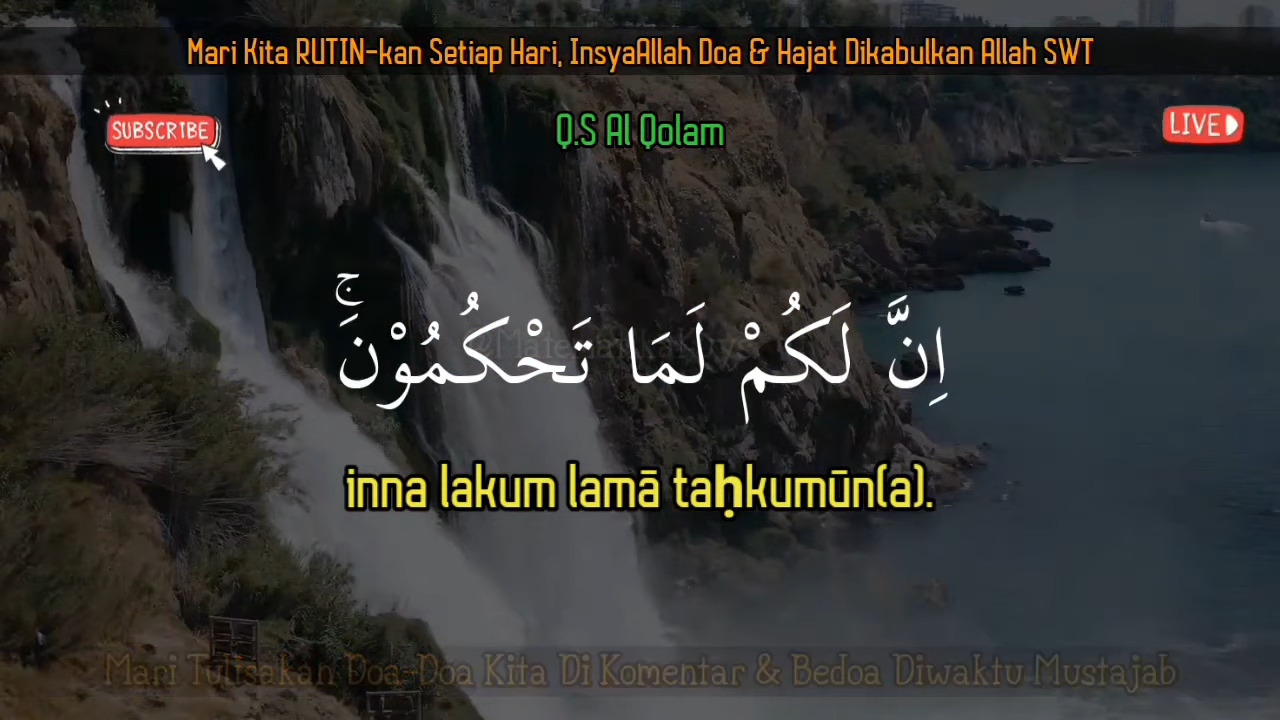 Mari Kita RUTIN-kan Setiap Hari, InsyaAllah Doa & Hajat Dikabulkan Allah SWT
SUBSCRIBE
Q.S Al Qolam
LIVE
اِنَّ لَكُمْ لَمَا تَحْكُمُوْنَۚ
inna lakum lamā taḥkumūn(a).
Mari Tulisakan Doa-Doa Kita Di Komentar & Bedoa Diwaktu Mustajab